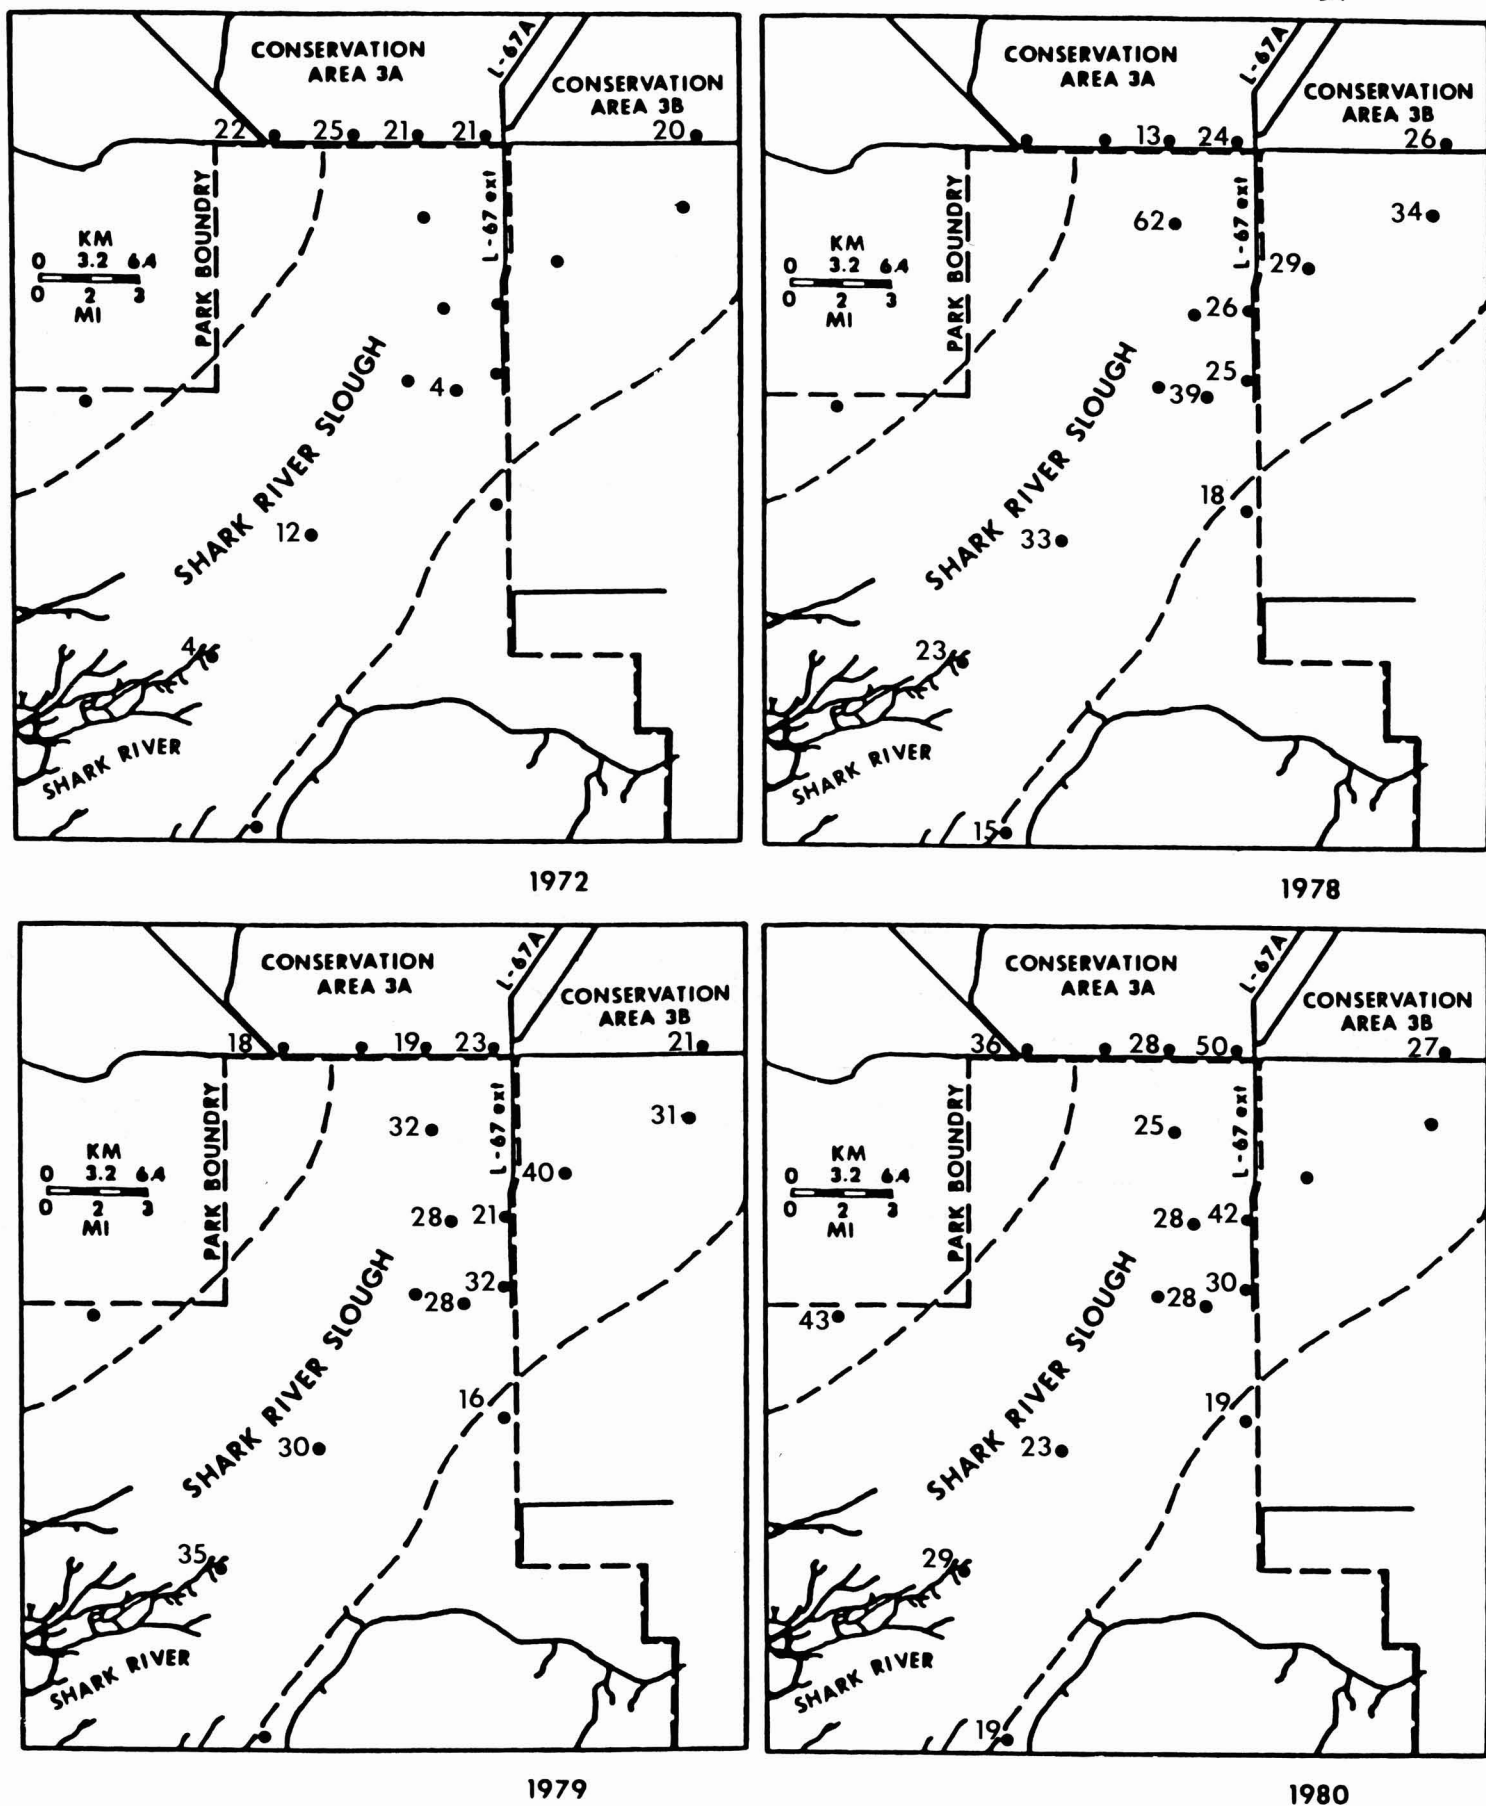 CONSERVATION
AREA 3A
L-67A
CONSERVATION
AREA 3B
22 25 21 21 20
PARK BOUNDRY
L-67 ext
KM
0 3.2 6.4
0 2 3
MI
4
SHARK RIVER SLOUGH
12
4
SHARK RIVER
1972
CONSERVATION
AREA 3A
L-67A
CONSERVATION
AREA 3B
13 24 26
PARK BOUNDRY
L-67 ext
62
34
29
KM
0 3.2 6.4
0 2 3
MI
26
25
39
SHARK RIVER SLOUGH
18
33
23
SHARK RIVER
15
1978
CONSERVATION
AREA 3A
L-67A
CONSERVATION
AREA 3B
18 19 23 21
PARK BOUNDRY
L-67 ext
32
31
40
KM
0 3.2 6.4
0 2 3
MI
28 21
32
28
SHARK RIVER SLOUGH
16
30
35
SHARK RIVER
1979
CONSERVATION
AREA 3A
L-67A
CONSERVATION
AREA 3B
36 28 50 27
PARK BOUNDRY
L-67 ext
25
KM
0 3.2 6.4
0 2 3
MI
28 42
30
28
43
SHARK RIVER SLOUGH
19
23
29
SHARK RIVER
19
1980